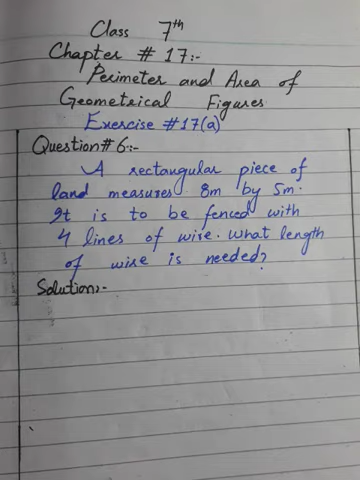 Class 7th
Chapter # 17:-
Perimeter and Area of
Geometrical Figures
Exercise #17(a)
Question#6:-
A rectangular piece of
land measures 8m by 5m.
It is to be fenced with
4 lines of wire. What length
of wire is needed?
Solution:-